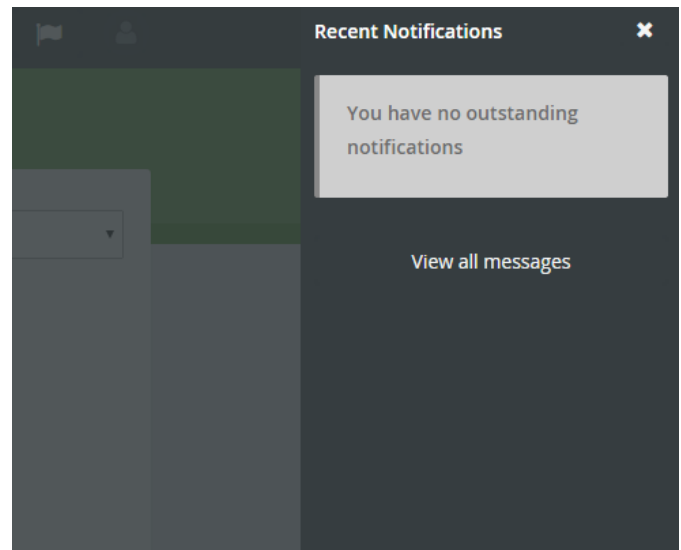 Recent Notifications
You have no outstanding
notifications
View all messages